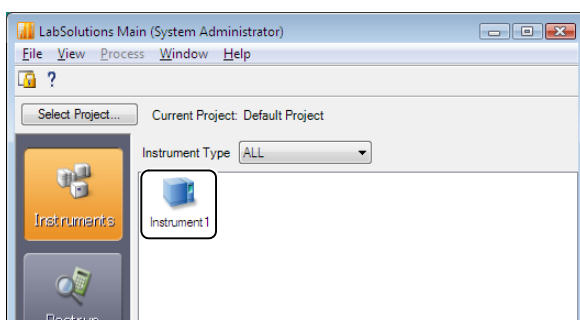 LabSolutions Main (System Administrator)
File View Process Window Help
?
Select Project... Current Project: Default Project
Instrument Type ALL
Instruments
Instrument1
Postrun